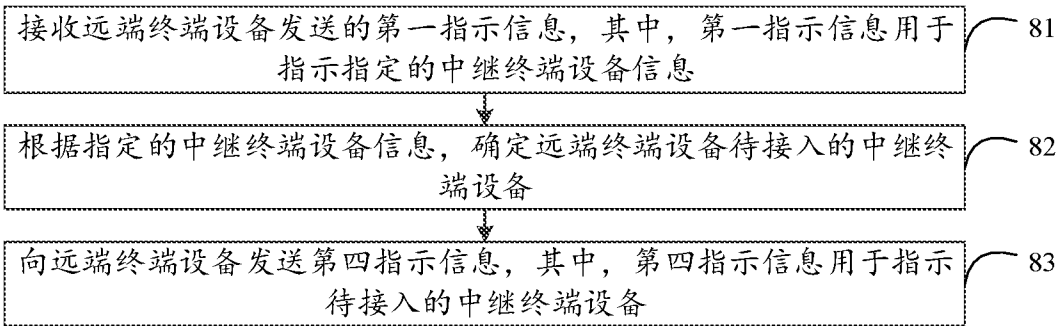 接收远端终端设备发送的第一指示信息，其中，第一指示信息用于
指示指定的中继终端设备信息
81
根据指定的中继终端设备信息，确定远端终端设备待接入的中继终
端设备
82
向远端终端设备发送第四指示信息，其中，第四指示信息用于指示
待接入的中继终端设备
83